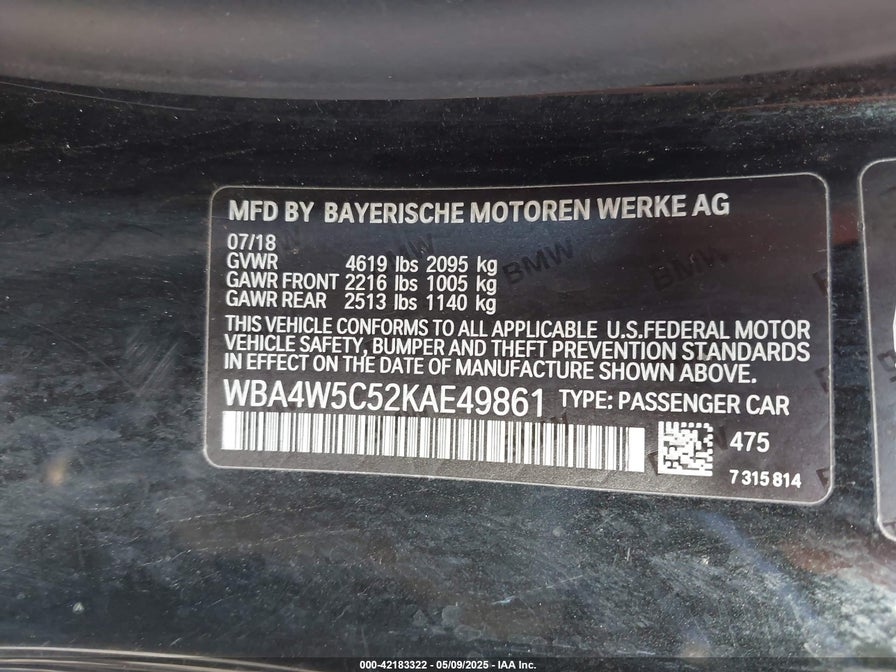 MFD BY BAYERISCHE MOTOREN WERKE AG
07/18
GVWR 4619 lbs 2095 kg
GAWR FRONT 2216 lbs 1005 kg
GAWR REAR 2513 lbs 1140 kg
THIS VEHICLE CONFORMS TO ALL APPLICABLE U.S.FEDERAL MOTOR
VEHICLE SAFETY, BUMPER AND THEFT PREVENTION STANDARDS
IN EFFECT ON THE DATE OF MANUFACTURE SHOWN ABOVE.
WBA4W5C52KAE49861 TYPE: PASSENGER CAR
475
7 315 814
BMW
BMW
BMW
000-42183322 - 05/09/2025 - IAA Inc.